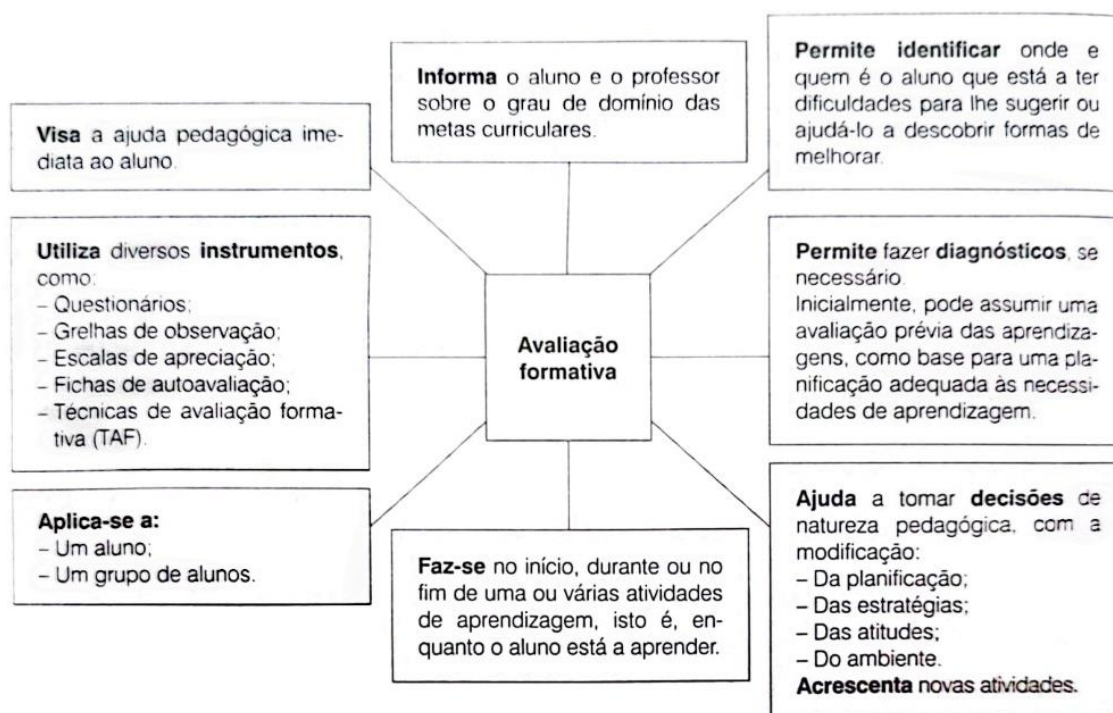 Informa o aluno e o professor
sobre o grau de domínio das
metas curriculares.
Permite identificar onde e
quem é o aluno que está a ter
dificuldades para lhe sugerir ou
ajudá-lo a descobrir formas de
melhorar.
Visa a ajuda pedagógica ime-
diata ao aluno.
Utiliza diversos instrumentos,
como:
– Questionários;
– Grelhas de observação;
– Escalas de apreciação;
– Fichas de autoavaliação;
– Técnicas de avaliação forma-
tiva (TAF).
Avaliação
formativa
Permite fazer diagnósticos, se
necessário.
Inicialmente, pode assumir uma
avaliação prévia das aprendiza-
gens, como base para uma pla-
nificação adequada às necessi-
dades de aprendizagem.
Aplica-se a:
– Um aluno;
– Um grupo de alunos.
Faz-se no início, durante ou no
fim de uma ou várias atividades
de aprendizagem, isto é, en-
quanto o aluno está a aprender.
Ajuda a tomar decisões de
natureza pedagógica, com a
modificação:
– Da planificação;
– Das estratégias;
– Das atitudes;
– Do ambiente.
Acrescenta novas atividades.